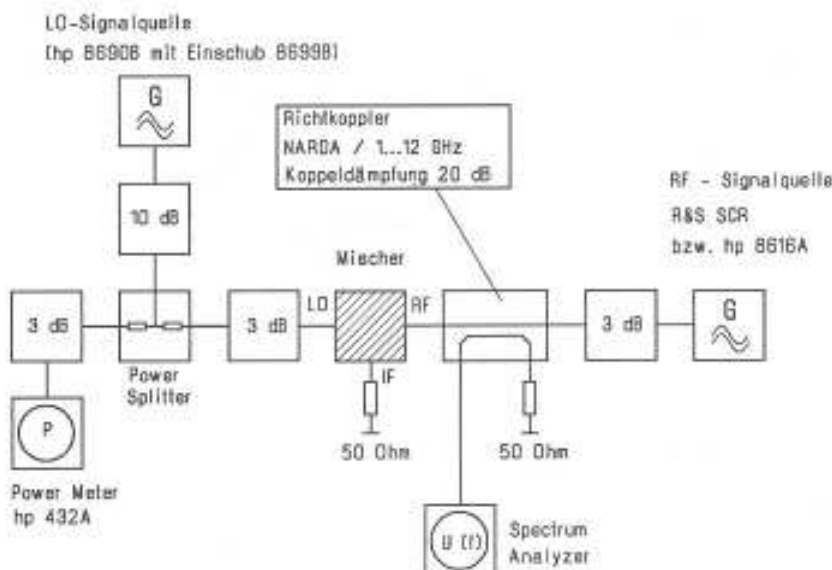 LO-Signalquelle
(hp 8690B mit Einschub 8699B)
G
Richtkoppler
NARDA / 1...12 GHz
Koppeldämpfung 20 dB
RF - Signalquelle
R&S SCR
bzw. hp 8616A
10 dB
Mischer
3 dB
3 dB
LO
RF
3 dB
G
Power
Splitter
IF
P
50 Ohm
50 Ohm
Power Meter
hp 432A
U (f)
Spectrum
Analyzer